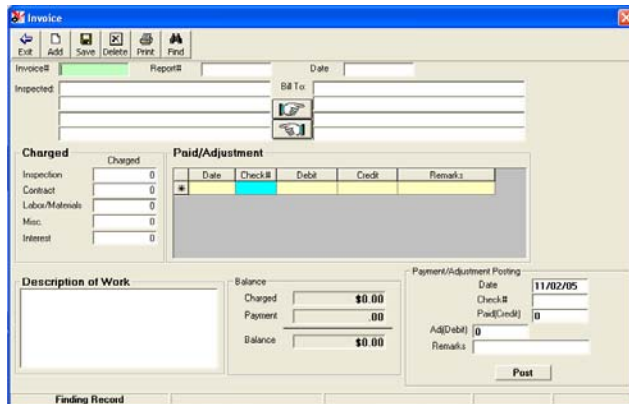 Invoice
Exit Add Save Delete Print Find
Invoice# Report# Date
Inspected: Bill To:
Charged Paid/Adjustment
Charged
Date Check# Debit Credit Remarks
Inspection 0
Contract 0
Labor/Materials 0
Misc. 0
Interest 0
Payment/Adjustment Posting
Description of Work Balance
Date 11/02/05
Charged $0.00
Check#
Payment .00
Paid(Credit) 0
Adj(Debit) 0
Balance $0.00
Remarks
Post
Finding Record